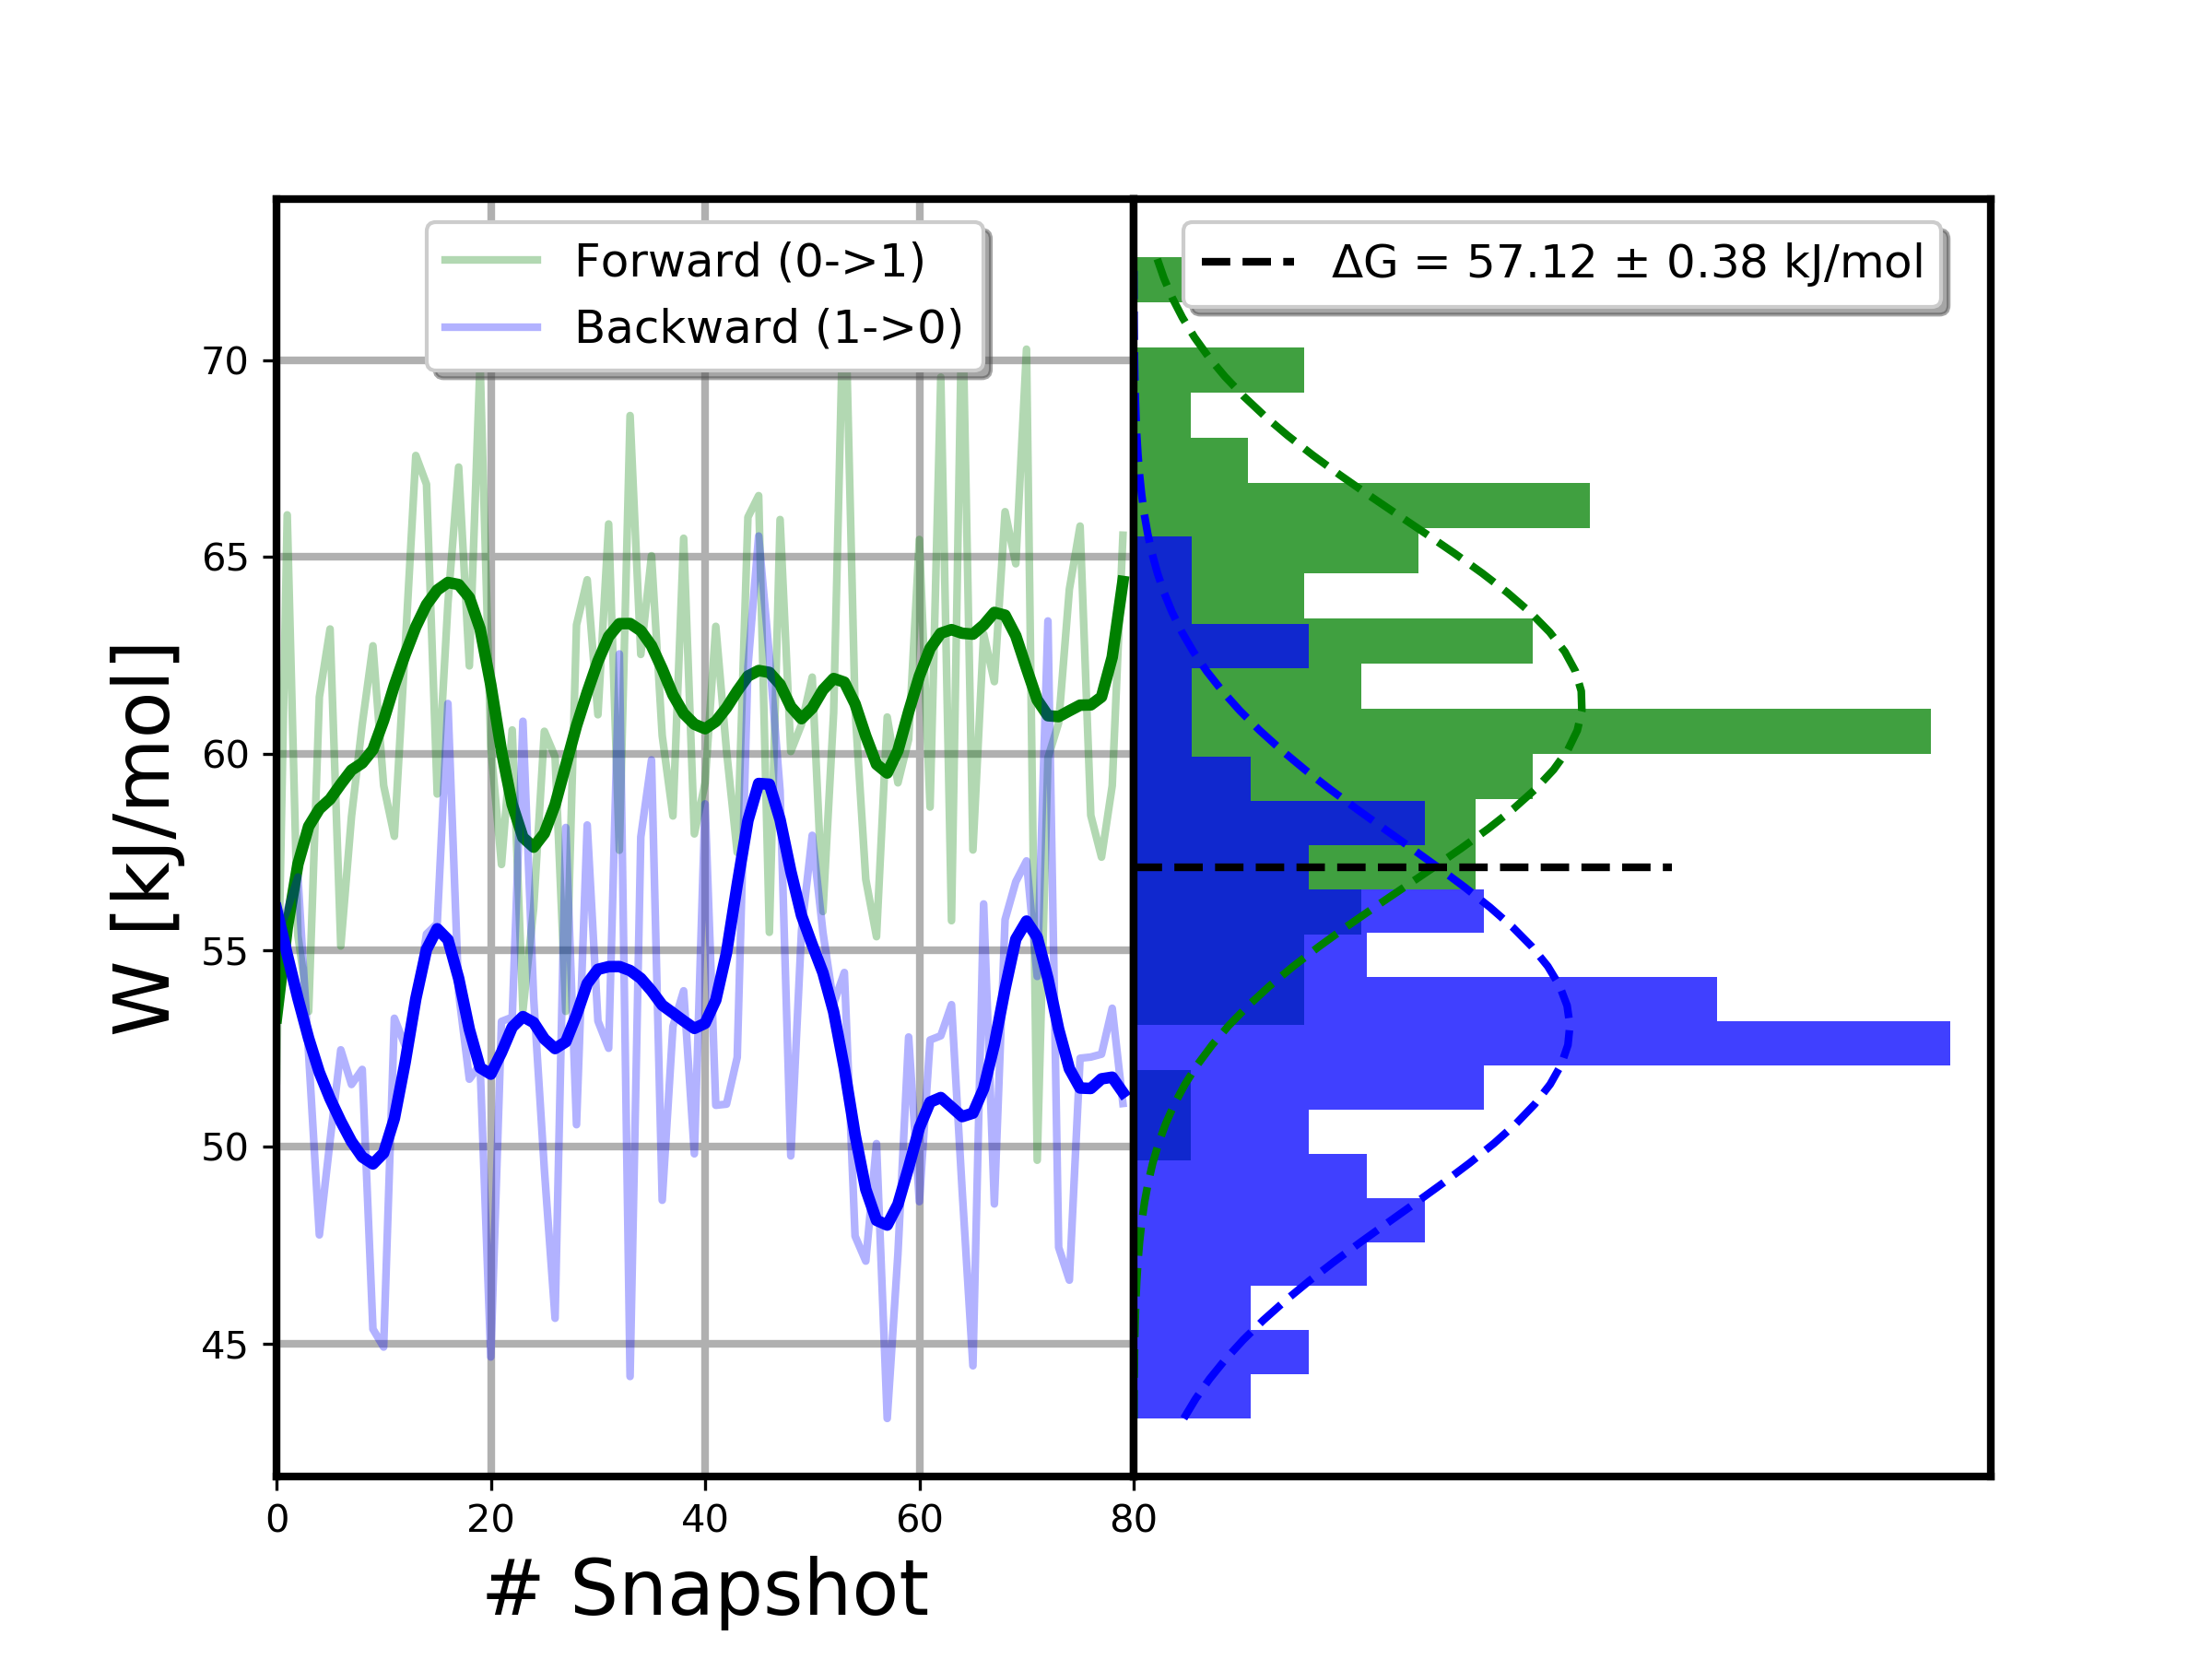 Forward (0->1)
Backward (1->0)
ΔG = 57.12 ± 0.38 kJ/mol
W [kJ/mol]
70
65
60
55
50
45
0 20 40 60 80
# Snapshot